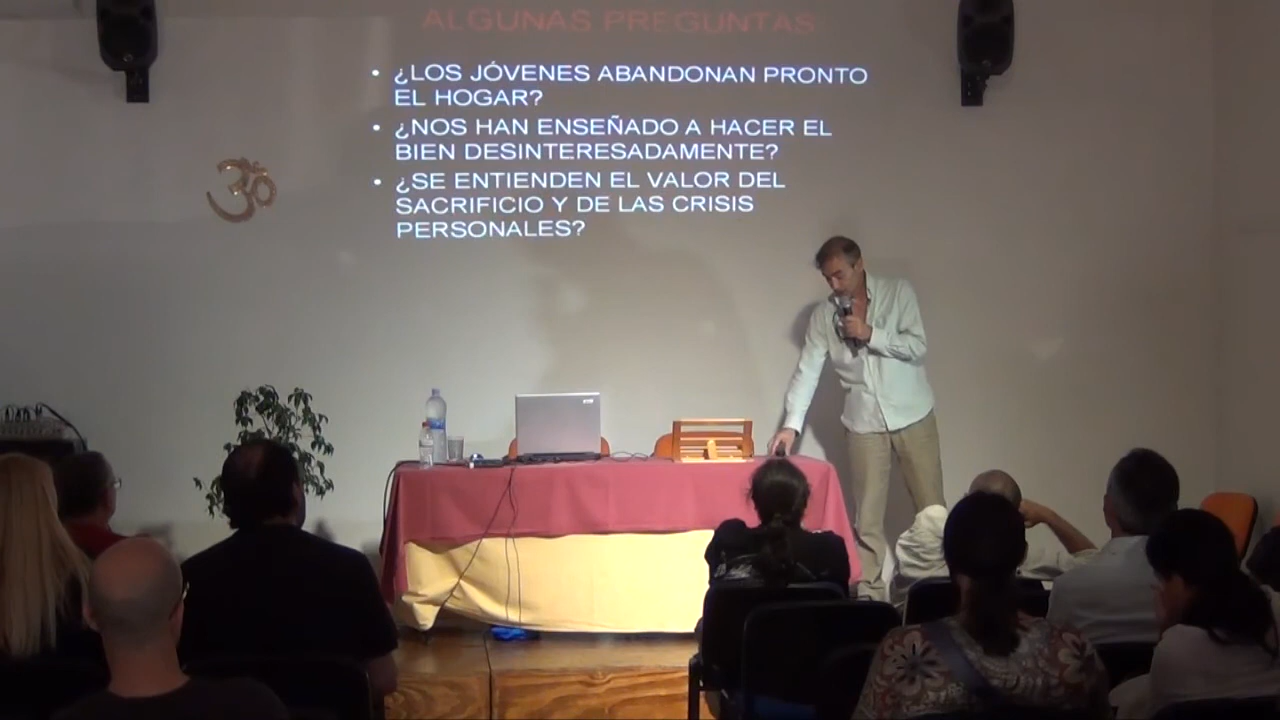 ALGUNAS PREGUNTAS
• ¿LOS JÓVENES ABANDONAN PRONTO
EL HOGAR?
• ¿NOS HAN ENSEÑADO A HACER EL
BIEN DESINTERESADAMENTE?
• ¿SE ENTIENDEN EL VALOR DEL
SACRIFICIO Y DE LAS CRISIS
PERSONALES?
ॐ